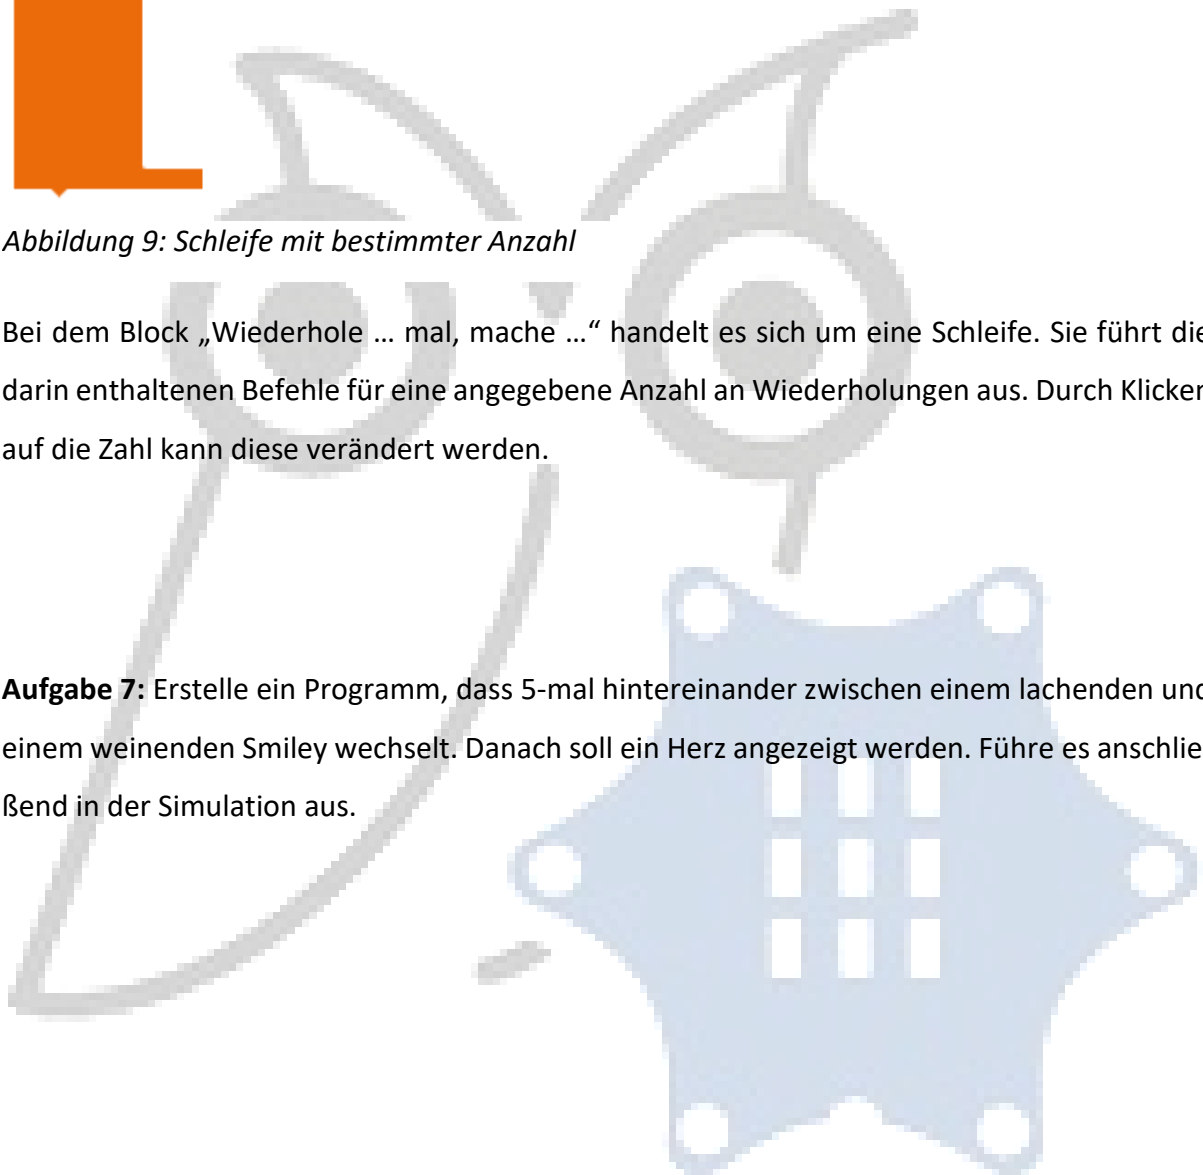 Abbildung 9: Schleife mit bestimmter Anzahl
Bei dem Block „Wiederhole … mal, mache …“ handelt es sich um eine Schleife. Sie führt die
darin enthaltenen Befehle für eine angegebene Anzahl an Wiederholungen aus. Durch Klicken
auf die Zahl kann diese verändert werden.
Aufgabe 7: Erstelle ein Programm, dass 5-mal hintereinander zwischen einem lachenden und
einem weinenden Smiley wechselt. Danach soll ein Herz angezeigt werden. Führe es anschlie-
ßend in der Simulation aus.